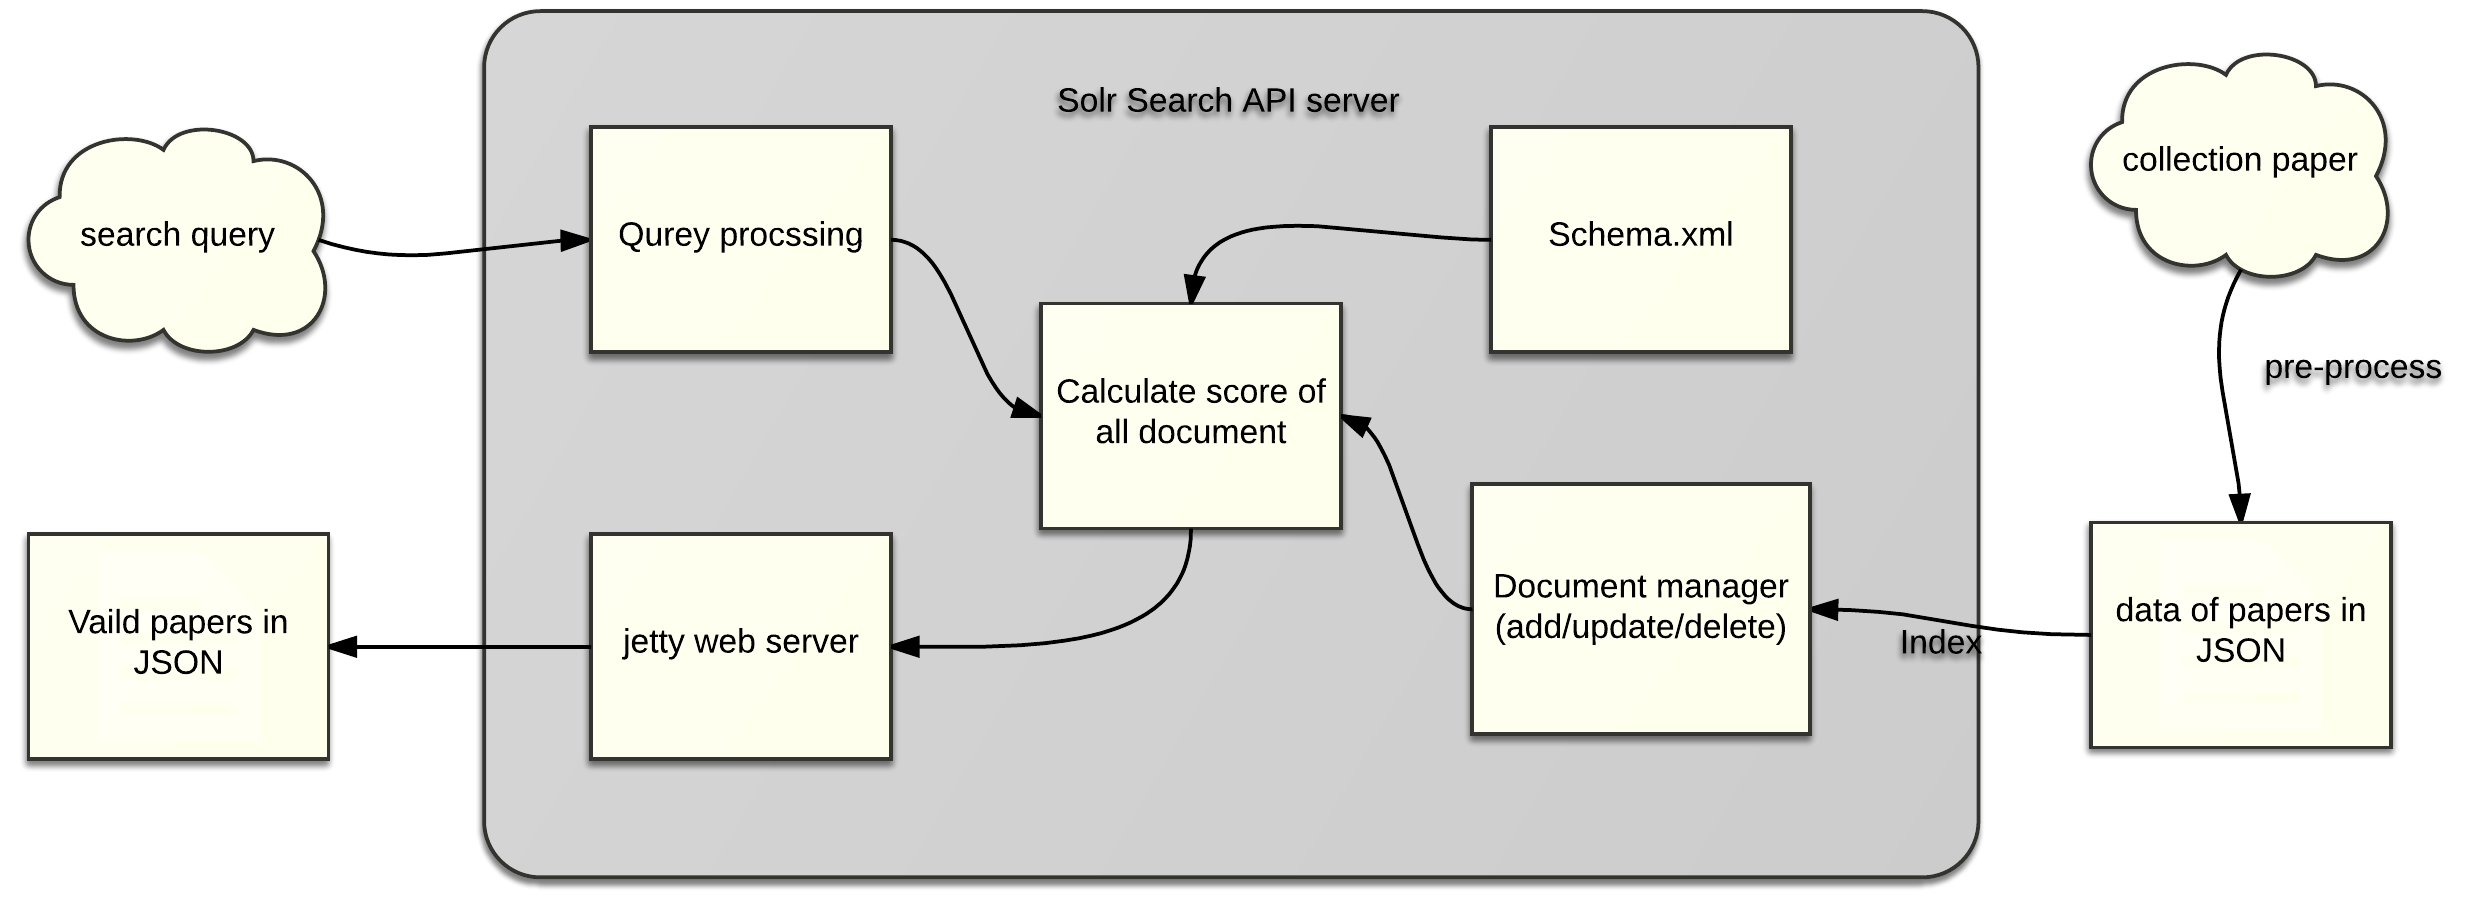 Solr Search API server
search query
Qurey procssing
Schema.xml
collection paper
Calculate score of
all document
pre-process
Vaild papers in
JSON
jetty web server
Document manager
(add/update/delete)
Index
data of papers in
JSON